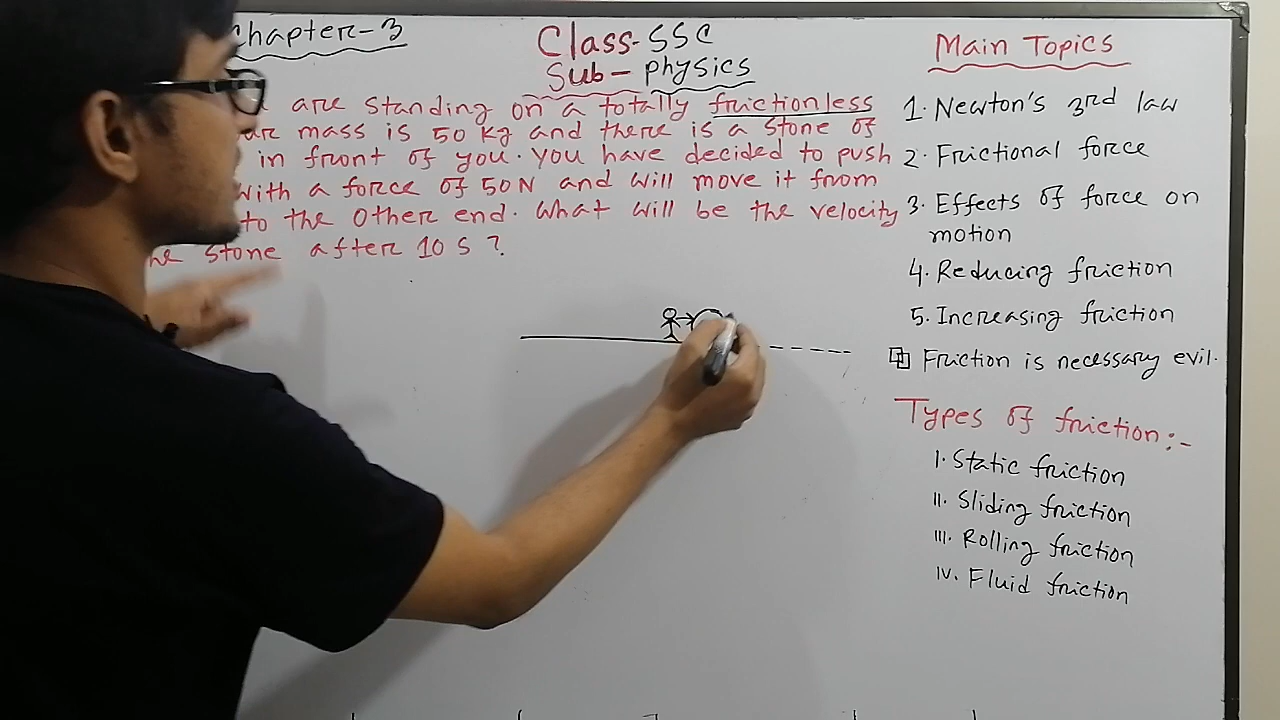 Chapter-3
Class-SSC
Sub-physics
are standing on a totally frictionless
mass is 50 kg and there is a stone of
in front of you. you have decided to push
with a force of 50N and will move it from
to the other end. What will be the velocity
stone after 10 S ?
Main Topics
1. Newton's 3rd law
2. Frictional force
3. Effects of force on
motion
4. Reducing friction
5. Increasing friction
Friction is necessary evil.
Types of friction:-
I. Static friction
II. Sliding friction
III. Rolling friction
IV. Fluid friction